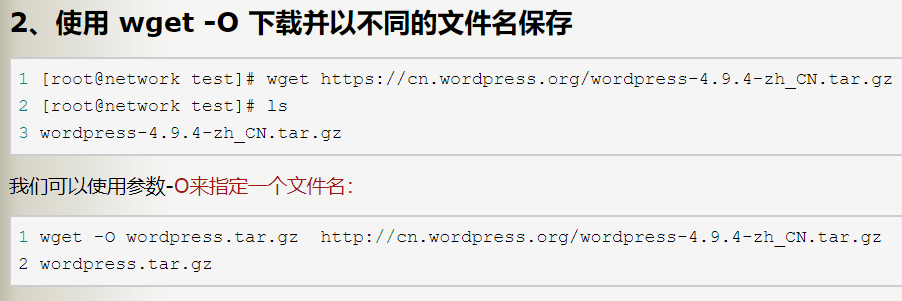 2、使用 wget -O 下载并以不同的文件名保存
1 [root@network test]# wget https://cn.wordpress.org/wordpress-4.9.4-zh_CN.tar.gz
2 [root@network test]# ls
3 wordpress-4.9.4-zh_CN.tar.gz
我们可以使用参数-O来指定一个文件名：
1 wget -O wordpress.tar.gz  http://cn.wordpress.org/wordpress-4.9.4-zh_CN.tar.gz
2 wordpress.tar.gz